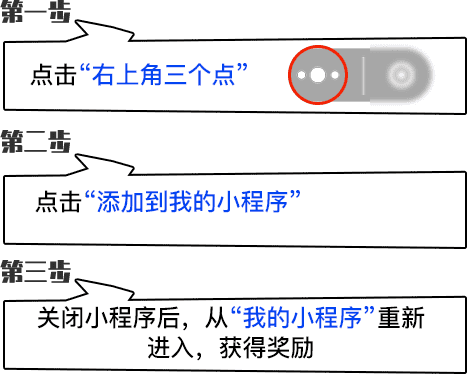 第一步
点击“右上角三个点”
第二步
点击“添加到我的小程序”
第三步
关闭小程序后，从“我的小程序”重新
进入，获得奖励